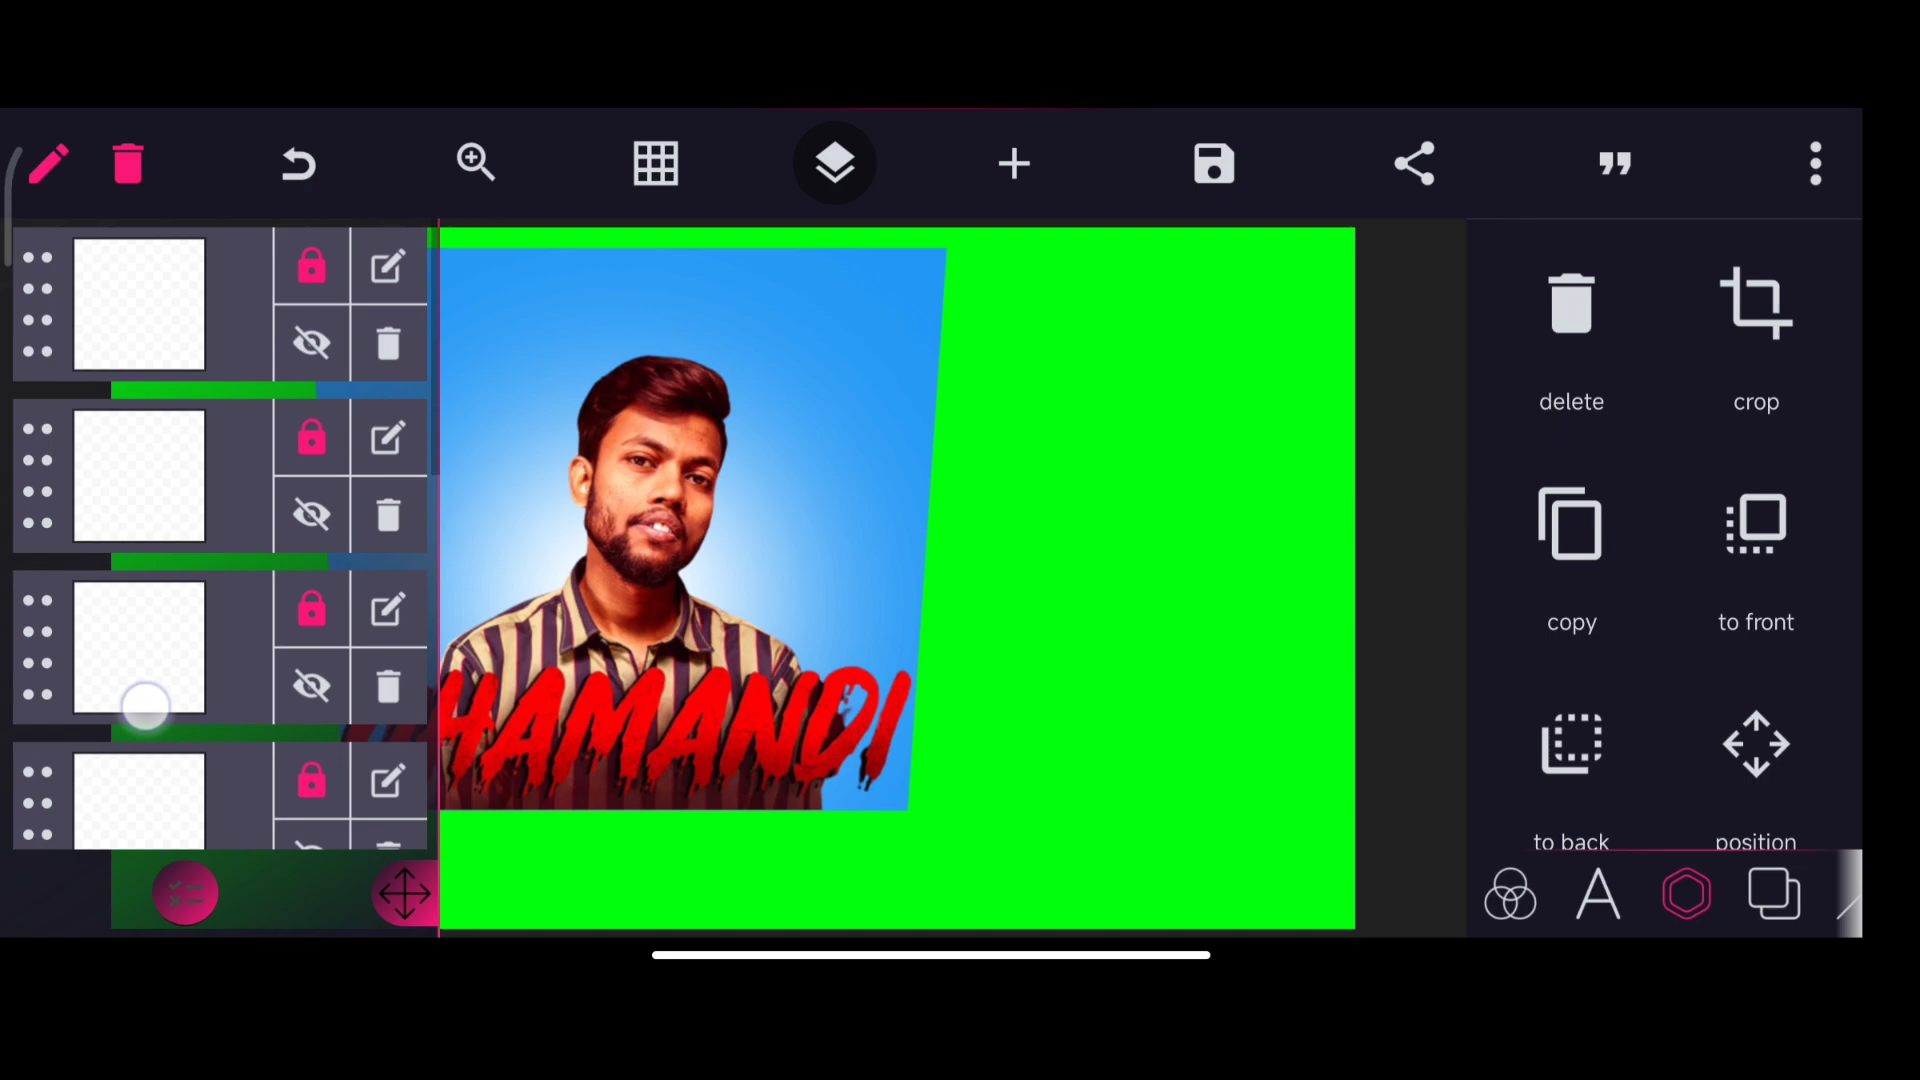 delete
crop
copy
to front
HAMANDI
to back
position